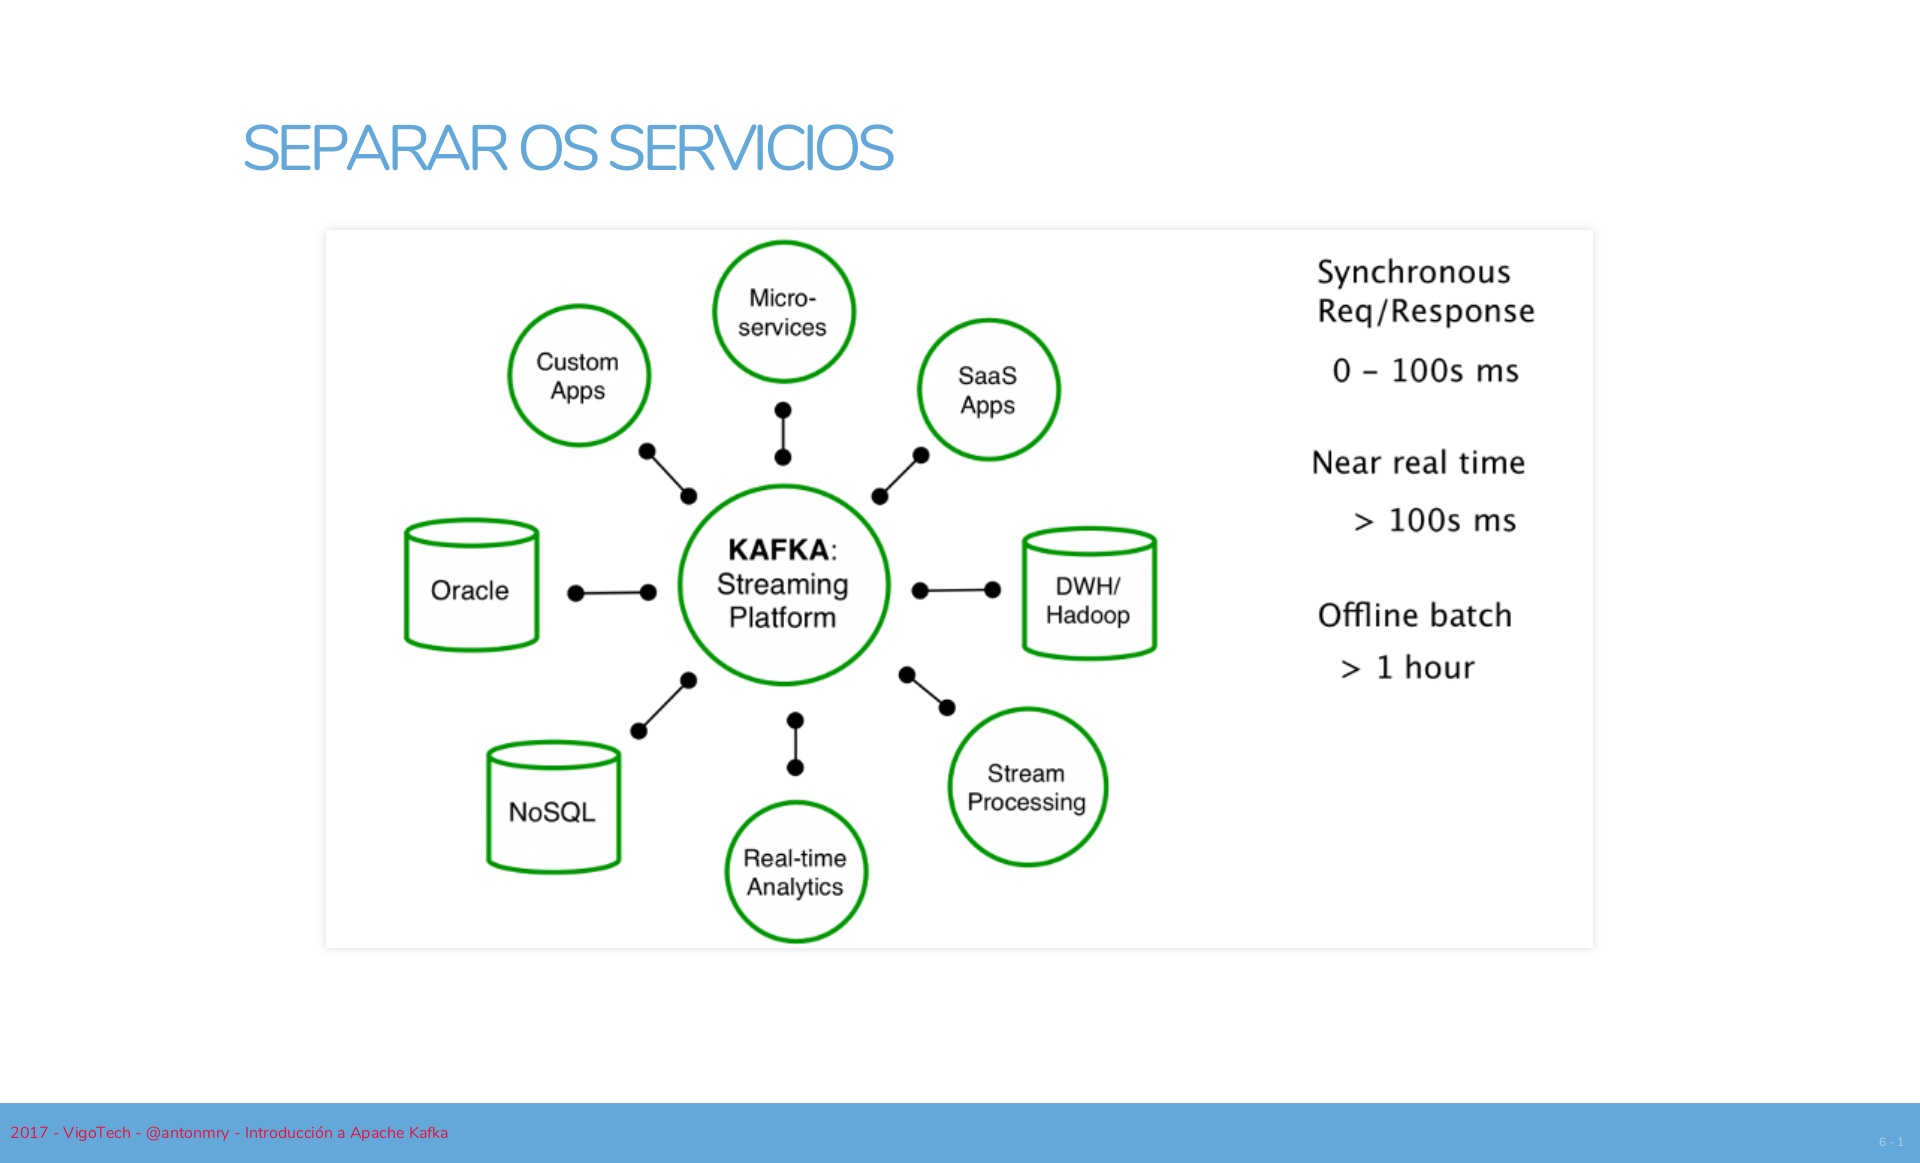 SEPARAR OS SERVICIOS
Micro-
services
Custom
Apps
SaaS
Apps
KAFKA:
Streaming
Platform
Oracle
DWH/
Hadoop
NoSQL
Stream
Processing
Real-time
Analytics
Synchronous
Req/Response
0 – 100s ms
Near real time
> 100s ms
Offline batch
> 1 hour
2017 - VigoTech - @antonmry - Introducción a Apache Kafka
6 - 1